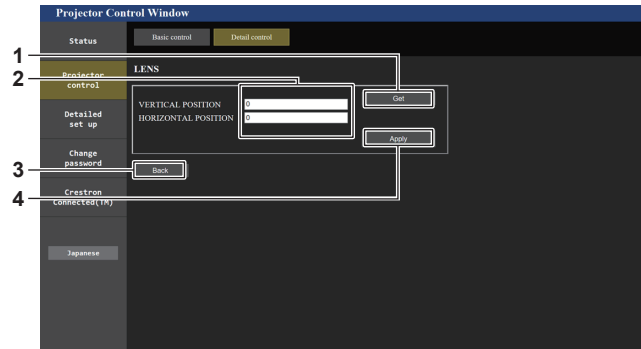 Projector Control Window
Status
Basic control
Detail control
1
2
Projector
control
LENS
VERTICAL POSITION
0
HORIZONTAL POSITION
0
Get
Apply
Detailed
set up
Change
password
3
Back
Crestron
Connected(TM)
4
Japanese